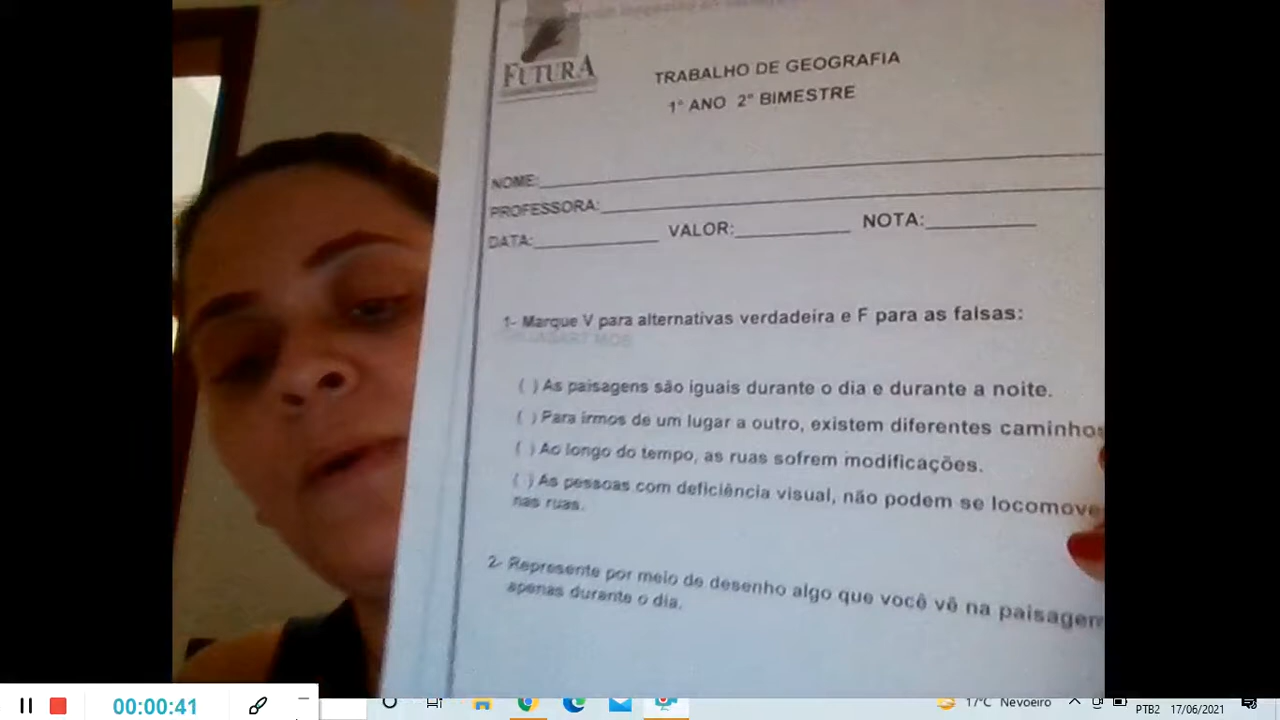 FUTURA
TRABALHO DE GEOGRAFIA
1° ANO 2° BIMESTRE
NOME:
PROFESSORA:
DATA: VALOR: NOTA:
1- Marque V para alternativas verdadeira e F para as falsas:
( ) As paisagens são iguais durante o dia e durante a noite.
( ) Para irmos de um lugar a outro, existem diferentes caminhos
( ) Ao longo do tempo, as ruas sofrem modificações.
( ) As pessoas com deficiência visual, não podem se locomove
nas ruas.
2- Represente por meio de desenho algo que você vê na paisagem
apenas durante o dia.
00:00:41
17°C Nevoeiro
PTB2 17/06/2021